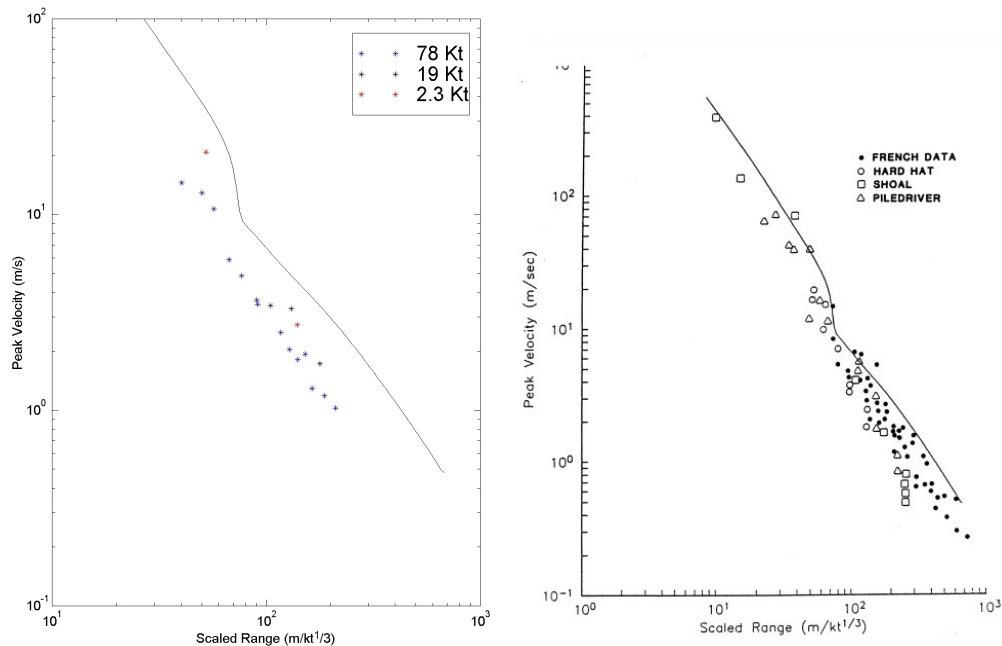 10²
10¹
10⁰
10⁻¹
10¹
10²
10³
Peak Velocity (m/s)
Scaled Range (m/kt¹/3)
78 Kt
19 Kt
2.3 Kt
10²
10¹
10⁰
10⁻¹
10⁰
10¹
10²
10³
Peak Velocity (m/sec)
Scaled Range (m/kt¹/³)
FRENCH DATA
HARD HAT
SHOAL
PILEDRIVER